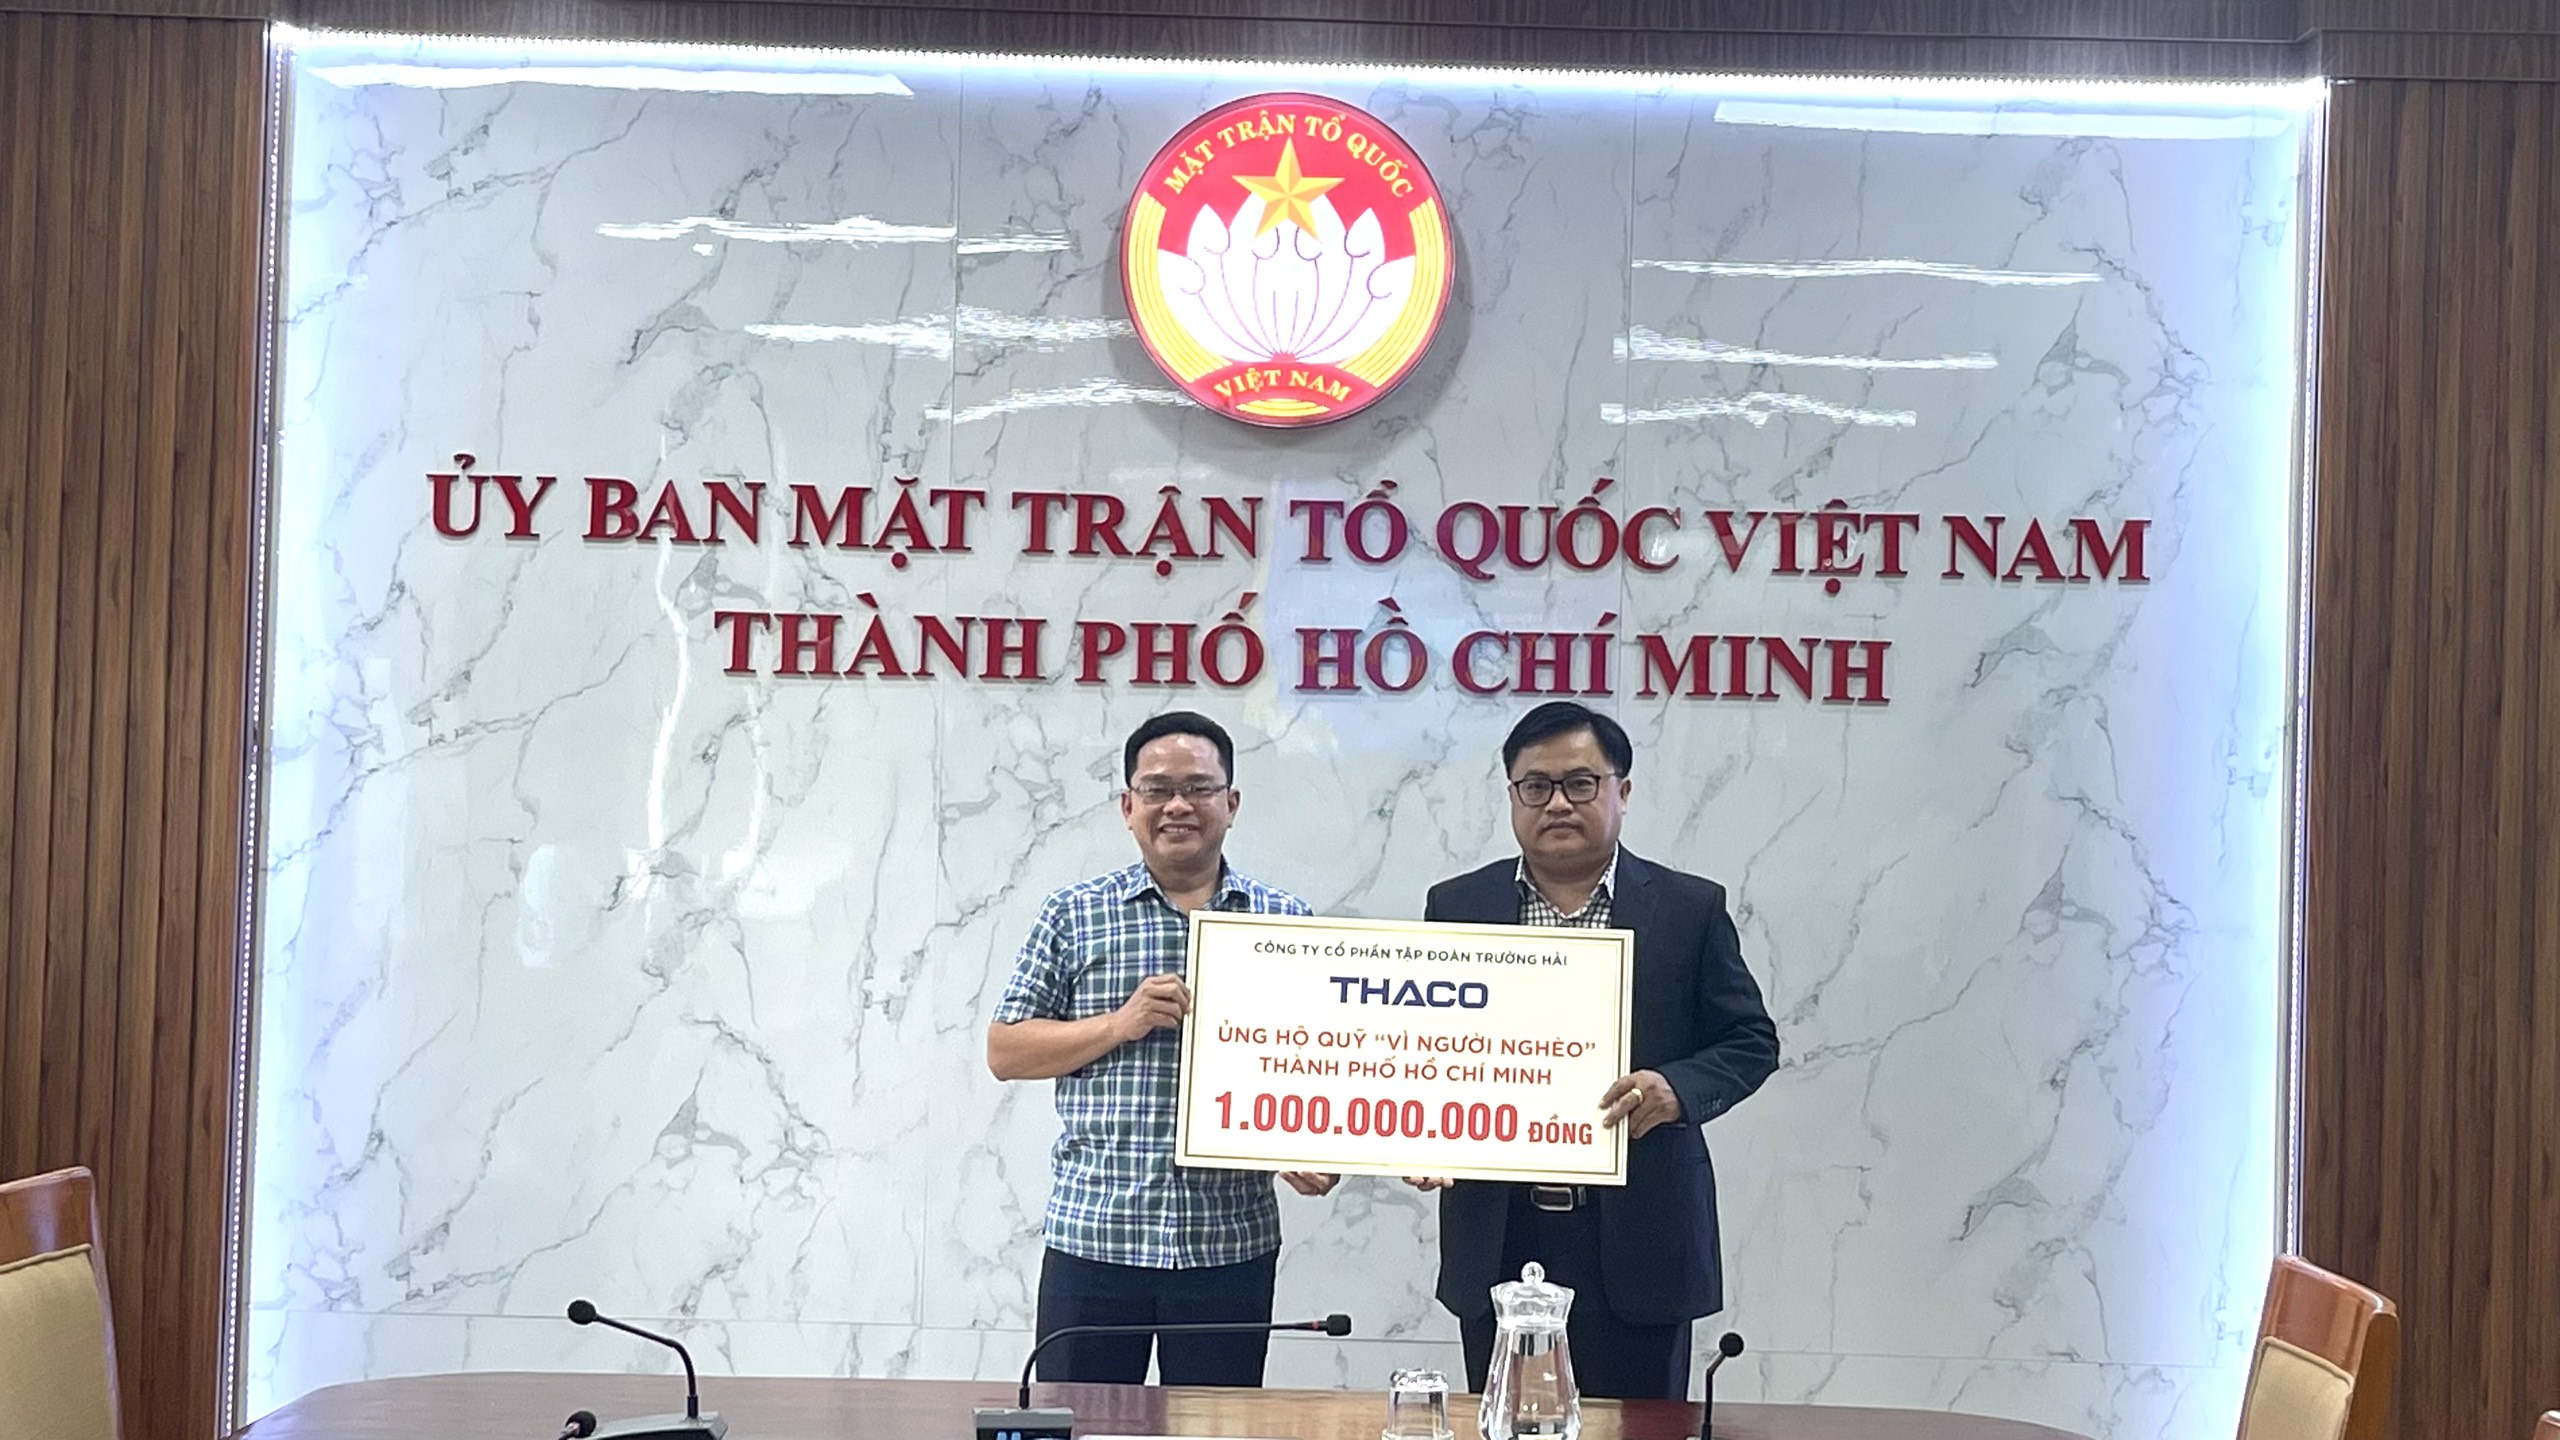 MẶT TRẬN TỔ QUỐC
VIỆT NAM
ỦY BAN MẶT TRẬN TỔ QUỐC VIỆT NAM
THÀNH PHỐ HỒ CHÍ MINH
CÔNG TY CỔ PHẦN TẬP ĐOÀN TRƯỜNG HẢI
THACO
ỦNG HỘ QUỸ “VÌ NGƯỜI NGHÈO”
THÀNH PHỐ HỒ CHÍ MINH
1.000.000.000 ĐỒNG